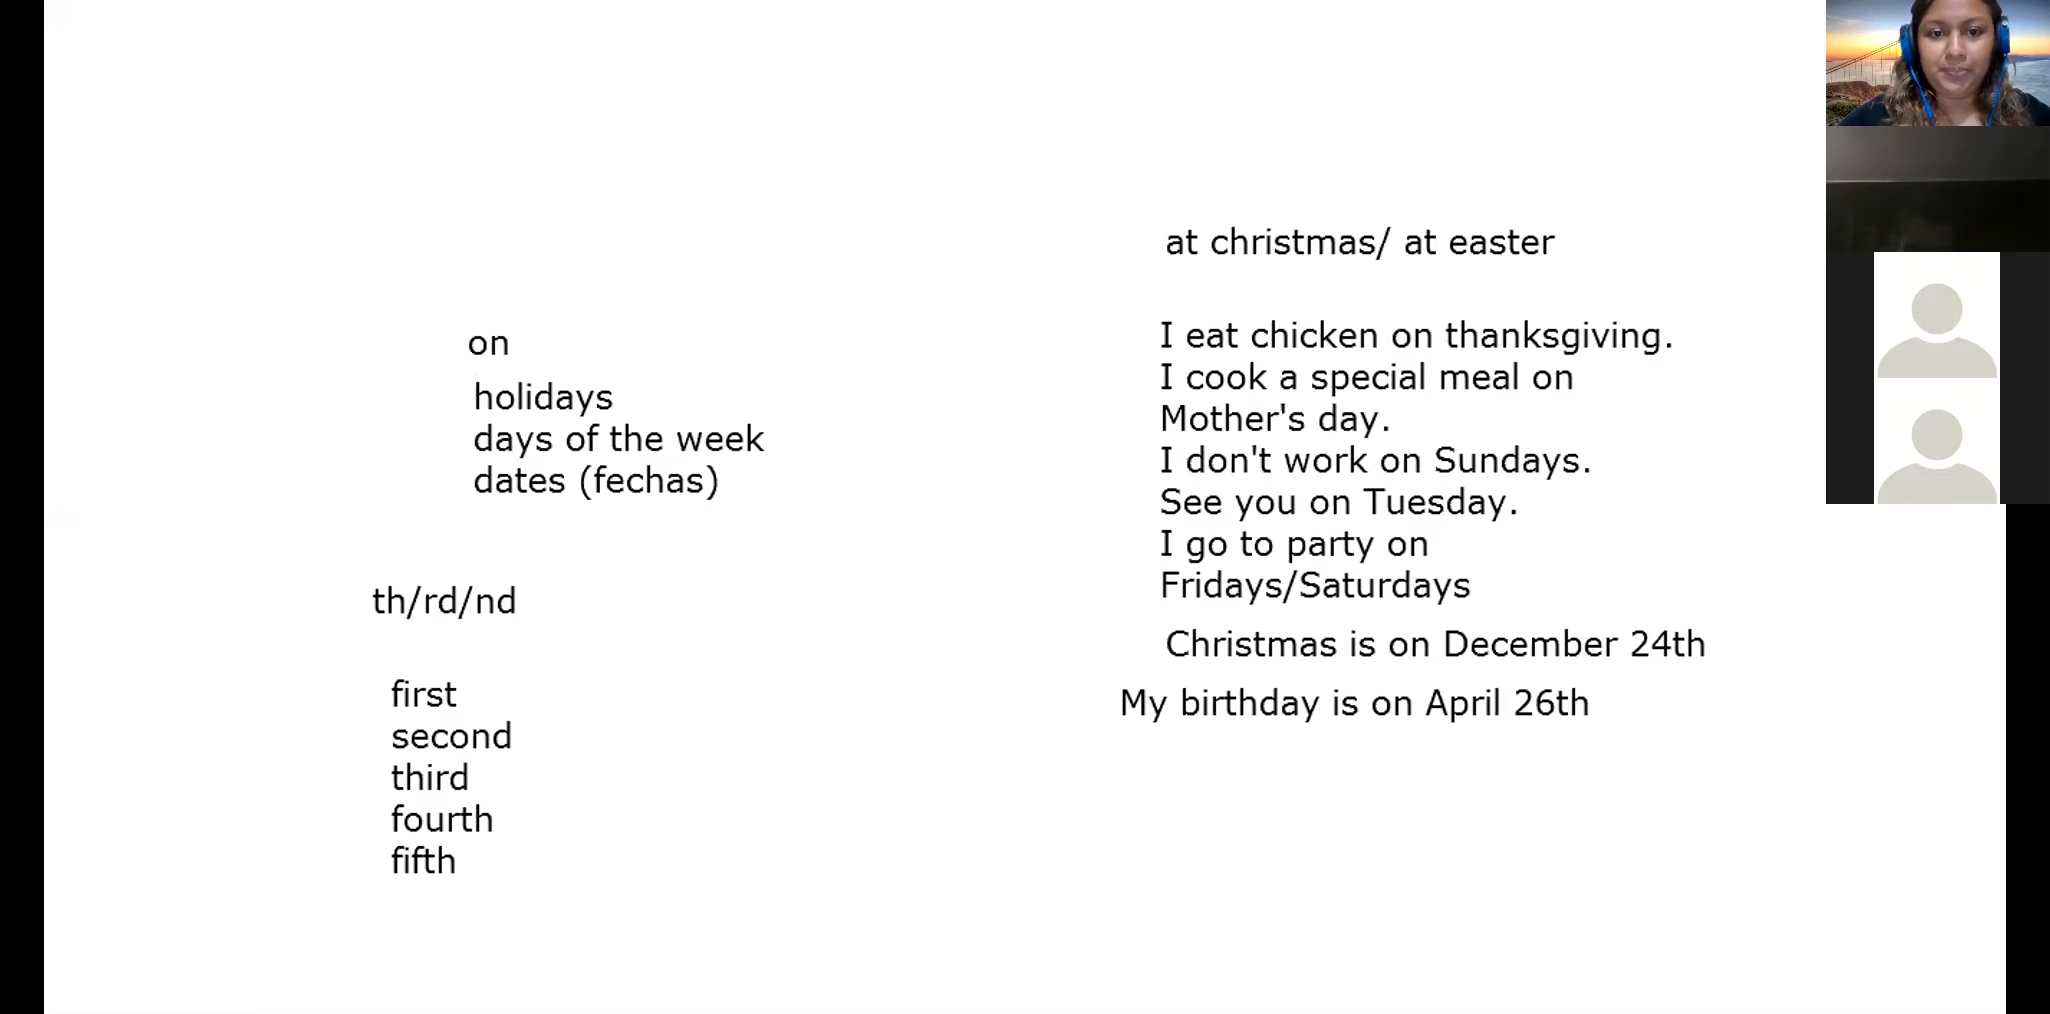 on
holidays
days of the week
dates (fechas)
th/rd/nd
first
second
third
fourth
fifth
at christmas/ at easter
I eat chicken on thanksgiving.
I cook a special meal on
Mother's day.
I don't work on Sundays.
See you on Tuesday.
I go to party on
Fridays/Saturdays
Christmas is on December 24th
My birthday is on April 26th